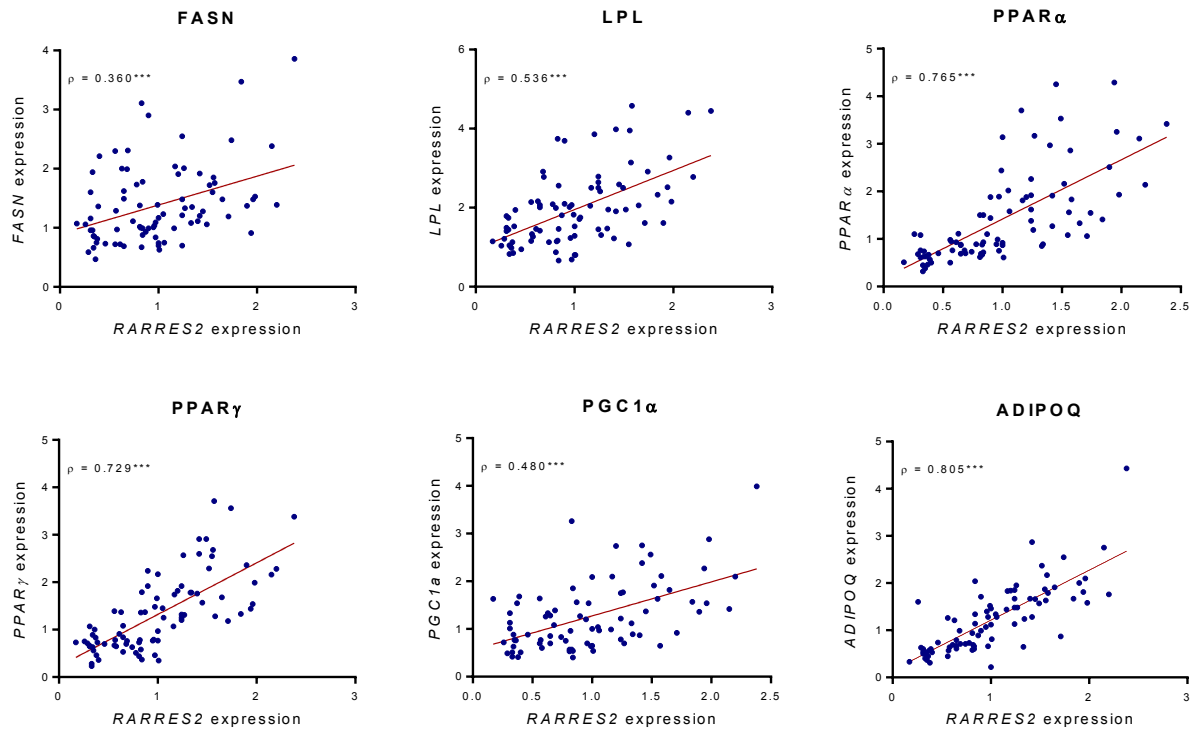 FASN
ρ = 0.360***
FASN expression
4
3
2
1
0
0 1 2 3
RARRES2 expression
LPL
ρ = 0.536***
LPL expression
6
4
2
0
0 1 2 3
RARRES2 expression
PPARα
ρ = 0.765***
PPARα expression
5
4
3
2
1
0
0.0 0.5 1.0 1.5 2.0 2.5
RARRES2 expression
PPARγ
ρ = 0.729***
PPARγ expression
5
4
3
2
1
0
0 1 2 3
RARRES2 expression
PGC1α
ρ = 0.480***
PGC1a expression
5
4
3
2
1
0
0.0 0.5 1.0 1.5 2.0 2.5
RARRES2 expression
ADIPOQ
ρ = 0.805***
ADIPOQ expression
5
4
3
2
1
0
0 1 2 3
RARRES2 expression